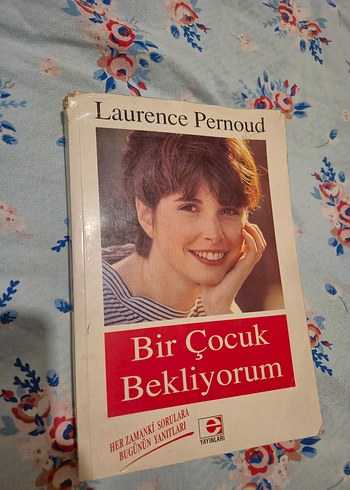 Laurence Pernoud
Bir Çocuk
Bekliyorum
HER ZAMANKİ SORULARA
BUGÜNÜN YANITLARI
e
YAYINLARI